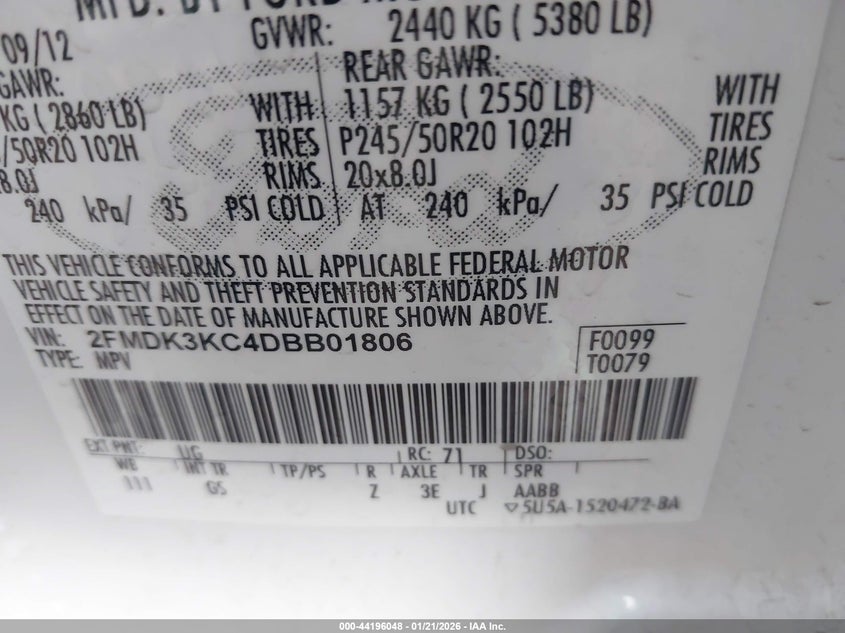 MFD. BY FORD MO
09/12 GVWR: 2440 KG ( 5380 LB)
GAWR: REAR GAWR:
KG ( 2860 LB) WITH 1157 KG ( 2550 LB) WITH
/50R20 102H TIRES P245/50R20 102H TIRES
8.0J RIMS 20x8.0J RIMS
240 kPa/ 35 PSI COLD AT 240 kPa/ 35 PSI COLD
THIS VEHICLE CONFORMS TO ALL APPLICABLE FEDERAL MOTOR
VEHICLE SAFETY AND THEFT PREVENTION STANDARDS IN
EFFECT ON THE DATE OF MANUFACTURE SHOWN ABOVE.
VIN: 2FMDK3KC4DBB01806 F0099
TYPE: MPV T0079
EXT PNT: UG RC: 71 DSO:
WB INT TR TP/PS R AXLE TR SPR
111 GS Z 3E J AABB
UTC ▽5U5A-1520472-BA
000-44196048 - 01/21/2026 - IAA Inc.